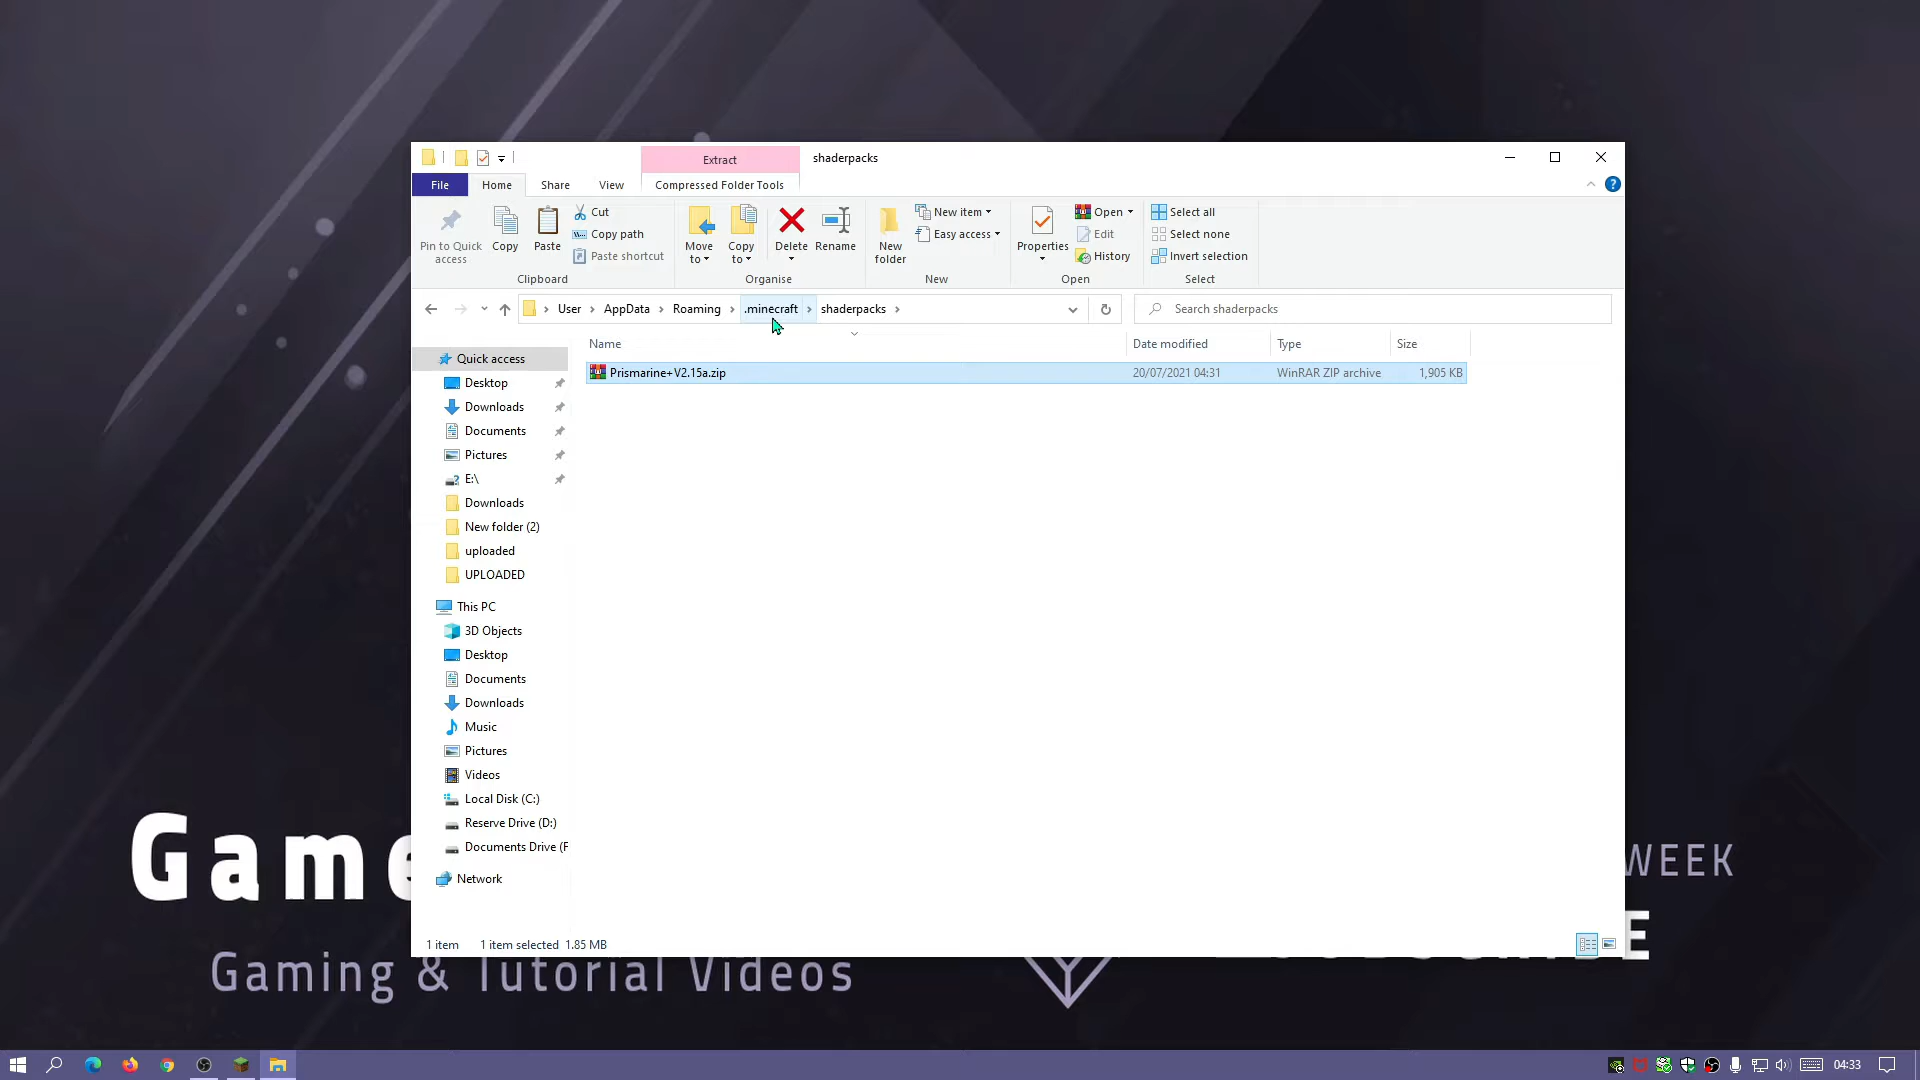 Extract
shaderpacks
File
Home
Share
View
Compressed Folder Tools
Pin to Quick access
Copy
Paste
Cut
Copy path
Paste shortcut
Clipboard
Move to
Copy to
Delete
Rename
Organise
New folder
New item
Easy access
New
Properties
Open
Edit
History
Open
Select all
Select none
Invert selection
Select
User
AppData
Roaming
.minecraft
shaderpacks
Search shaderpacks
Name
Date modified
Type
Size
Prismarine+V2.15a.zip
20/07/2021 04:31
WinRAR ZIP archive
1,905 KB
Quick access
Desktop
Downloads
Documents
Pictures
E:\
Downloads
New folder (2)
uploaded
UPLOADED
This PC
3D Objects
Desktop
Documents
Downloads
Music
Pictures
Videos
Local Disk (C:)
Reserve Drive (D:)
Documents Drive (F
Network
1 item
1 item selected 1.85 MB
Game
WEEK
Gaming & Tutorial Videos
04:33